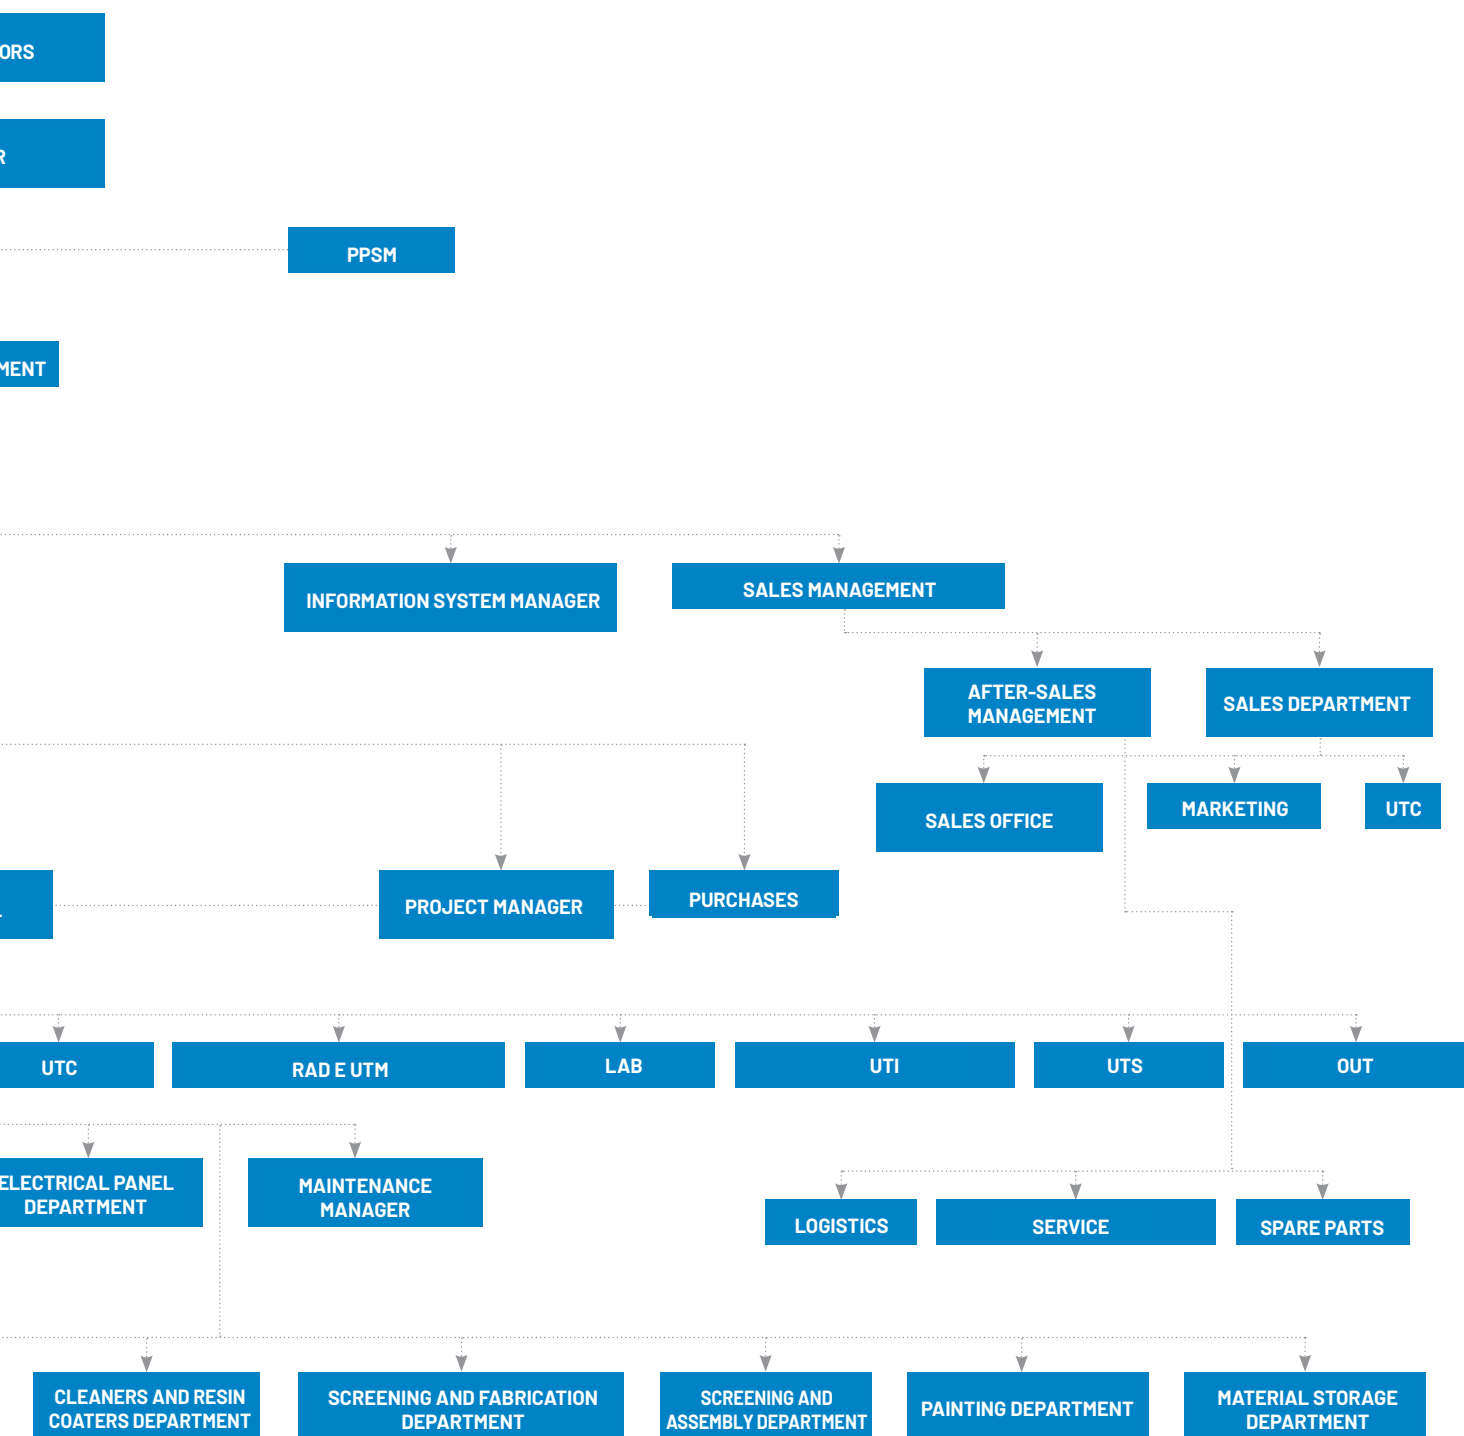 ORS
R
PPSM
MENT
INFORMATION SYSTEM MANAGER
SALES MANAGEMENT
AFTER-SALES
MANAGEMENT
SALES DEPARTMENT
SALES OFFICE
MARKETING
UTC
PROJECT MANAGER
PURCHASES
UTC
RAD E UTM
LAB
UTI
UTS
OUT
ELECTRICAL PANEL
DEPARTMENT
MAINTENANCE
MANAGER
LOGISTICS
SERVICE
SPARE PARTS
CLEANERS AND RESIN
COATERS DEPARTMENT
SCREENING AND FABRICATION
DEPARTMENT
SCREENING AND
ASSEMBLY DEPARTMENT
PAINTING DEPARTMENT
MATERIAL STORAGE
DEPARTMENT